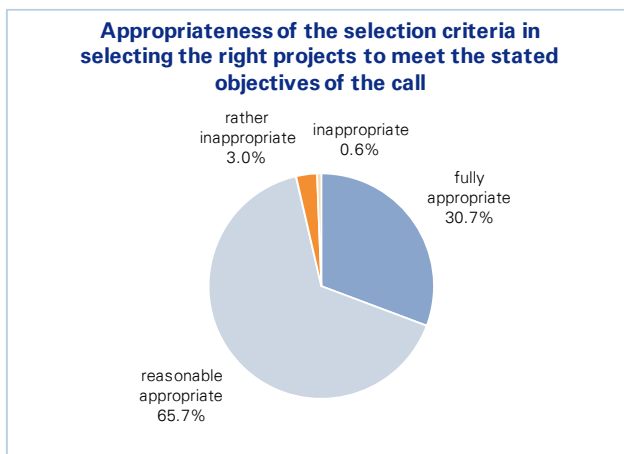 Appropriateness of the selection criteria in
selecting the right projects to meet the stated
objectives of the call
rather
inappropriate
3.0%
inappropriate
0.6%
fully
appropriate
30.7%
reasonable
appropriate
65.7%